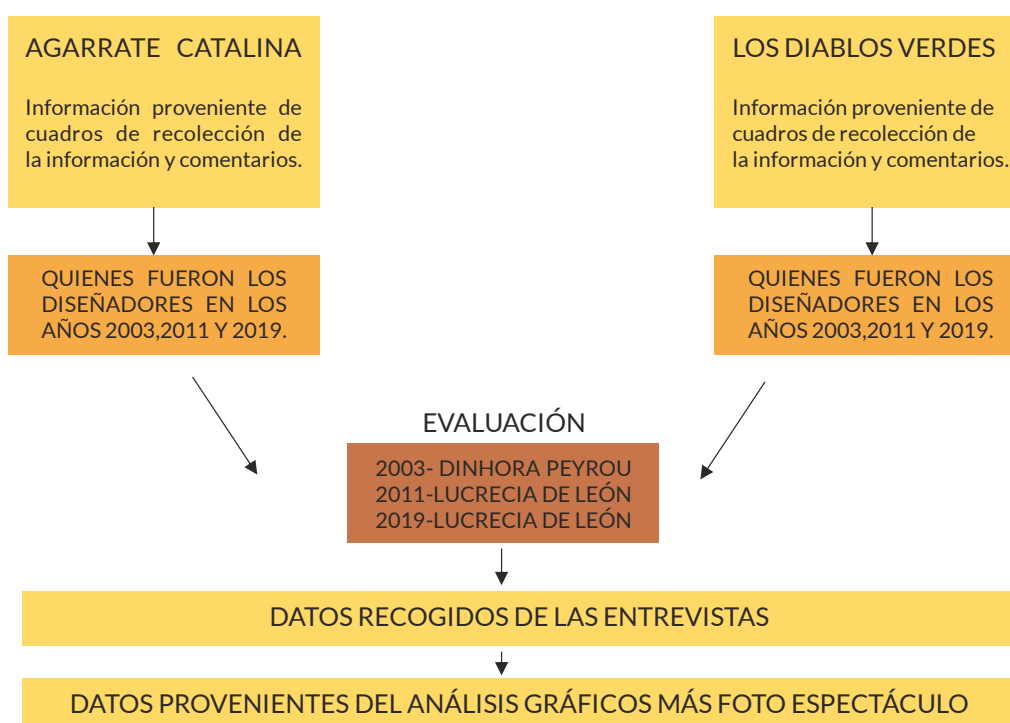 AGARRATE CATALINA
Información proveniente de
cuadros de recolección de
la información y comentarios.
LOS DIABLOS VERDES
Información proveniente de
cuadros de recolección de
la información y comentarios.
QUIENES FUERON LOS
DISEÑADORES EN LOS
AÑOS 2003,2011 Y 2019.
QUIENES FUERON LOS
DISEÑADORES EN LOS
AÑOS 2003,2011 Y 2019.
EVALUACIÓN
2003- DINHORA PEYROU
2011-LUCRECIA DE LEÓN
2019-LUCRECIA DE LEÓN
DATOS RECOGIDOS DE LAS ENTREVISTAS
DATOS PROVENIENTES DEL ANÁLISIS GRÁFICOS MÁS FOTO ESPECTÁCULO